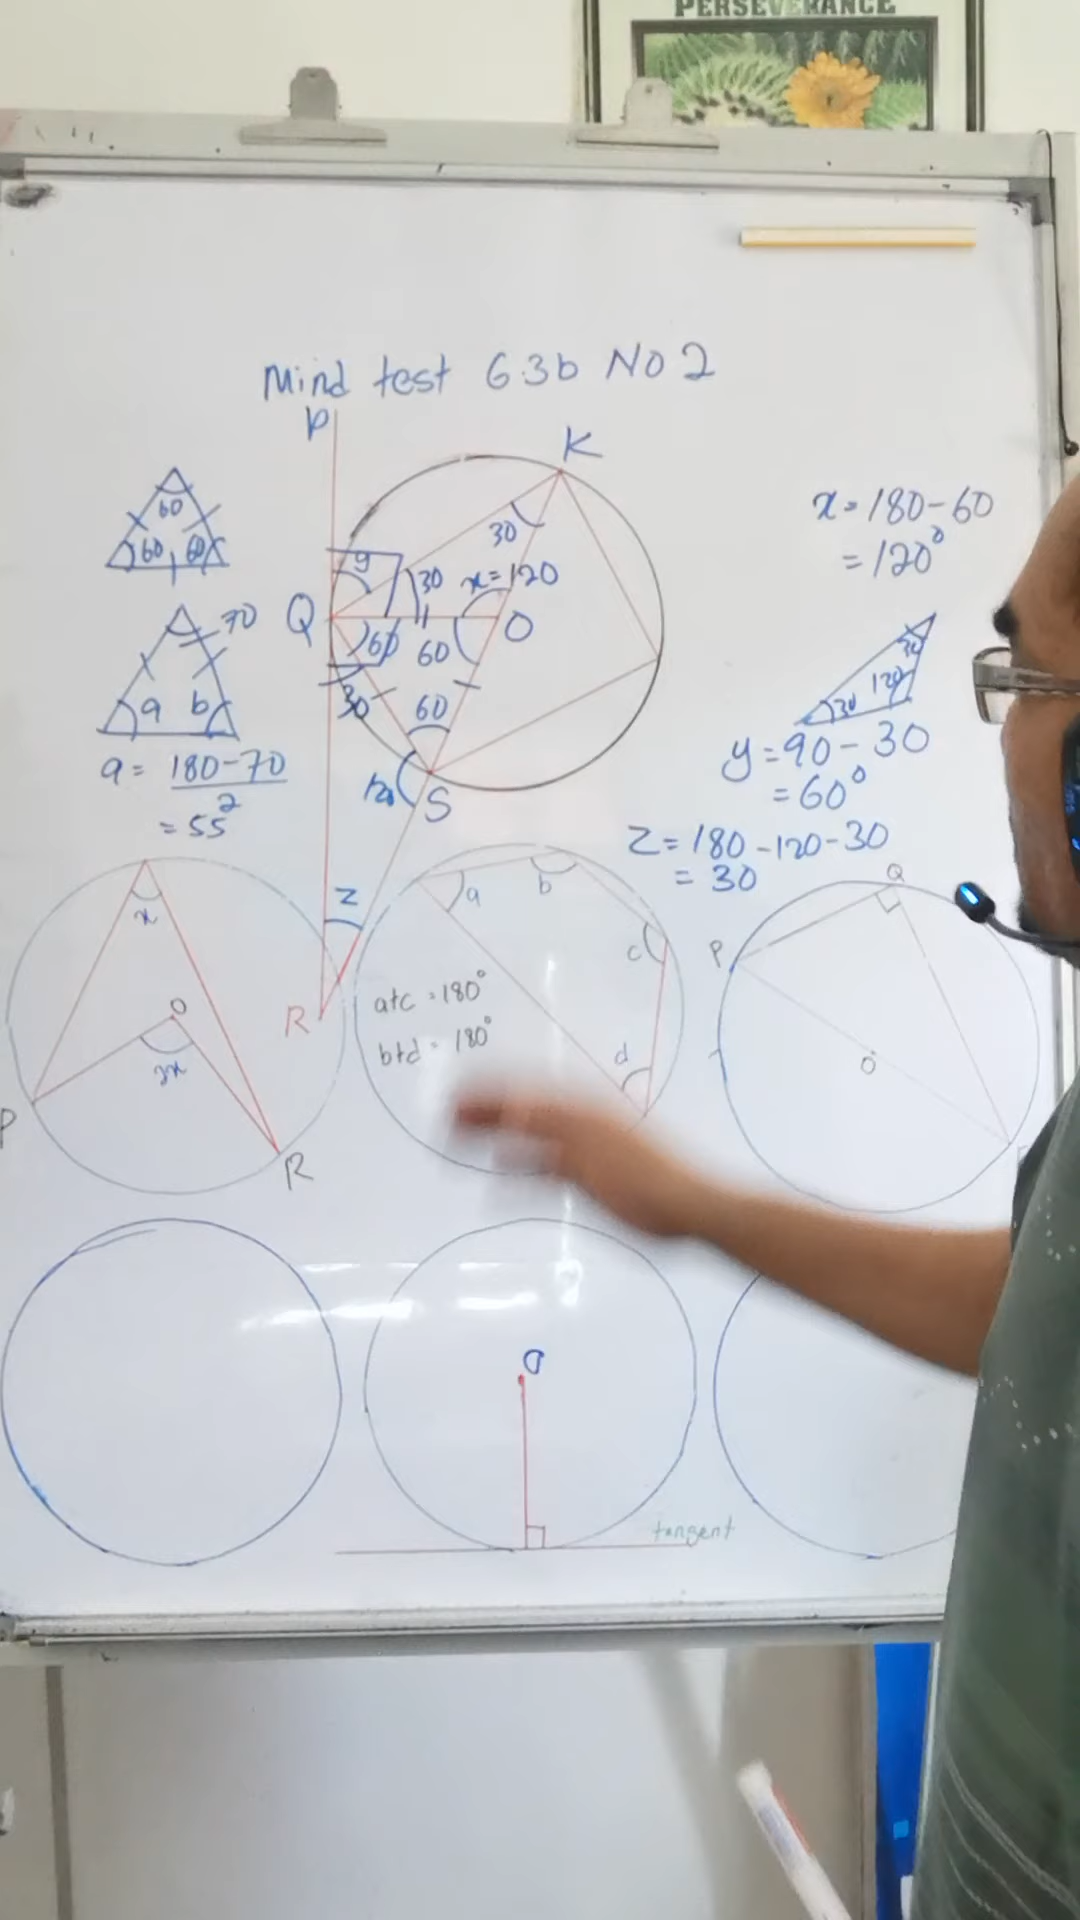 PERSEVERANCE
Mind test 6.3b No 2
P
K
60
60
60
30
x = 180 - 60
= 120°
y
30
x = 120
Q
O
60
60
70
30
60
a
b
30
120
30
a = 180 - 70
2
= 55
120
S
y = 90 - 30
= 60°
z = 180 - 120 - 30
= 30
z
x
a
b
c
d
Q
P
O
R
a + c = 180°
b + d = 180°
O
2x
P
R
O
tangent